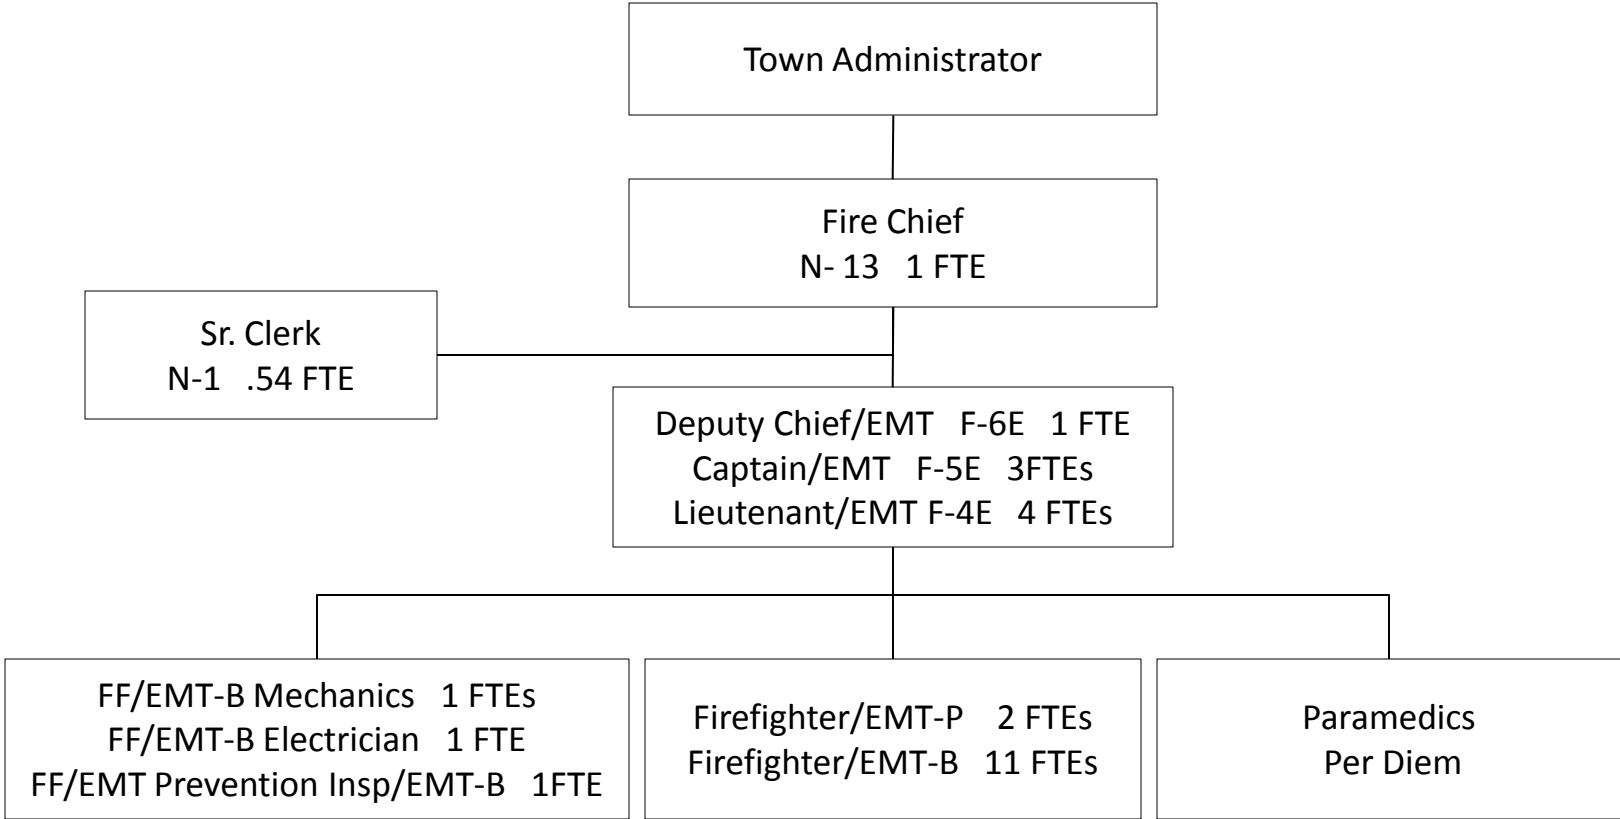 Town Administrator
Fire Chief
N- 13 1 FTE
Sr. Clerk
N-1 .54 FTE
Deputy Chief/EMT F-6E 1 FTE
Captain/EMT F-5E 3FTEs
Lieutenant/EMT F-4E 4 FTEs
FF/EMT-B Mechanics 1 FTEs
FF/EMT-B Electrician 1 FTE
FF/EMT Prevention Insp/EMT-B 1FTE
Firefighter/EMT-P 2 FTEs
Firefighter/EMT-B 11 FTEs
Paramedics
Per Diem